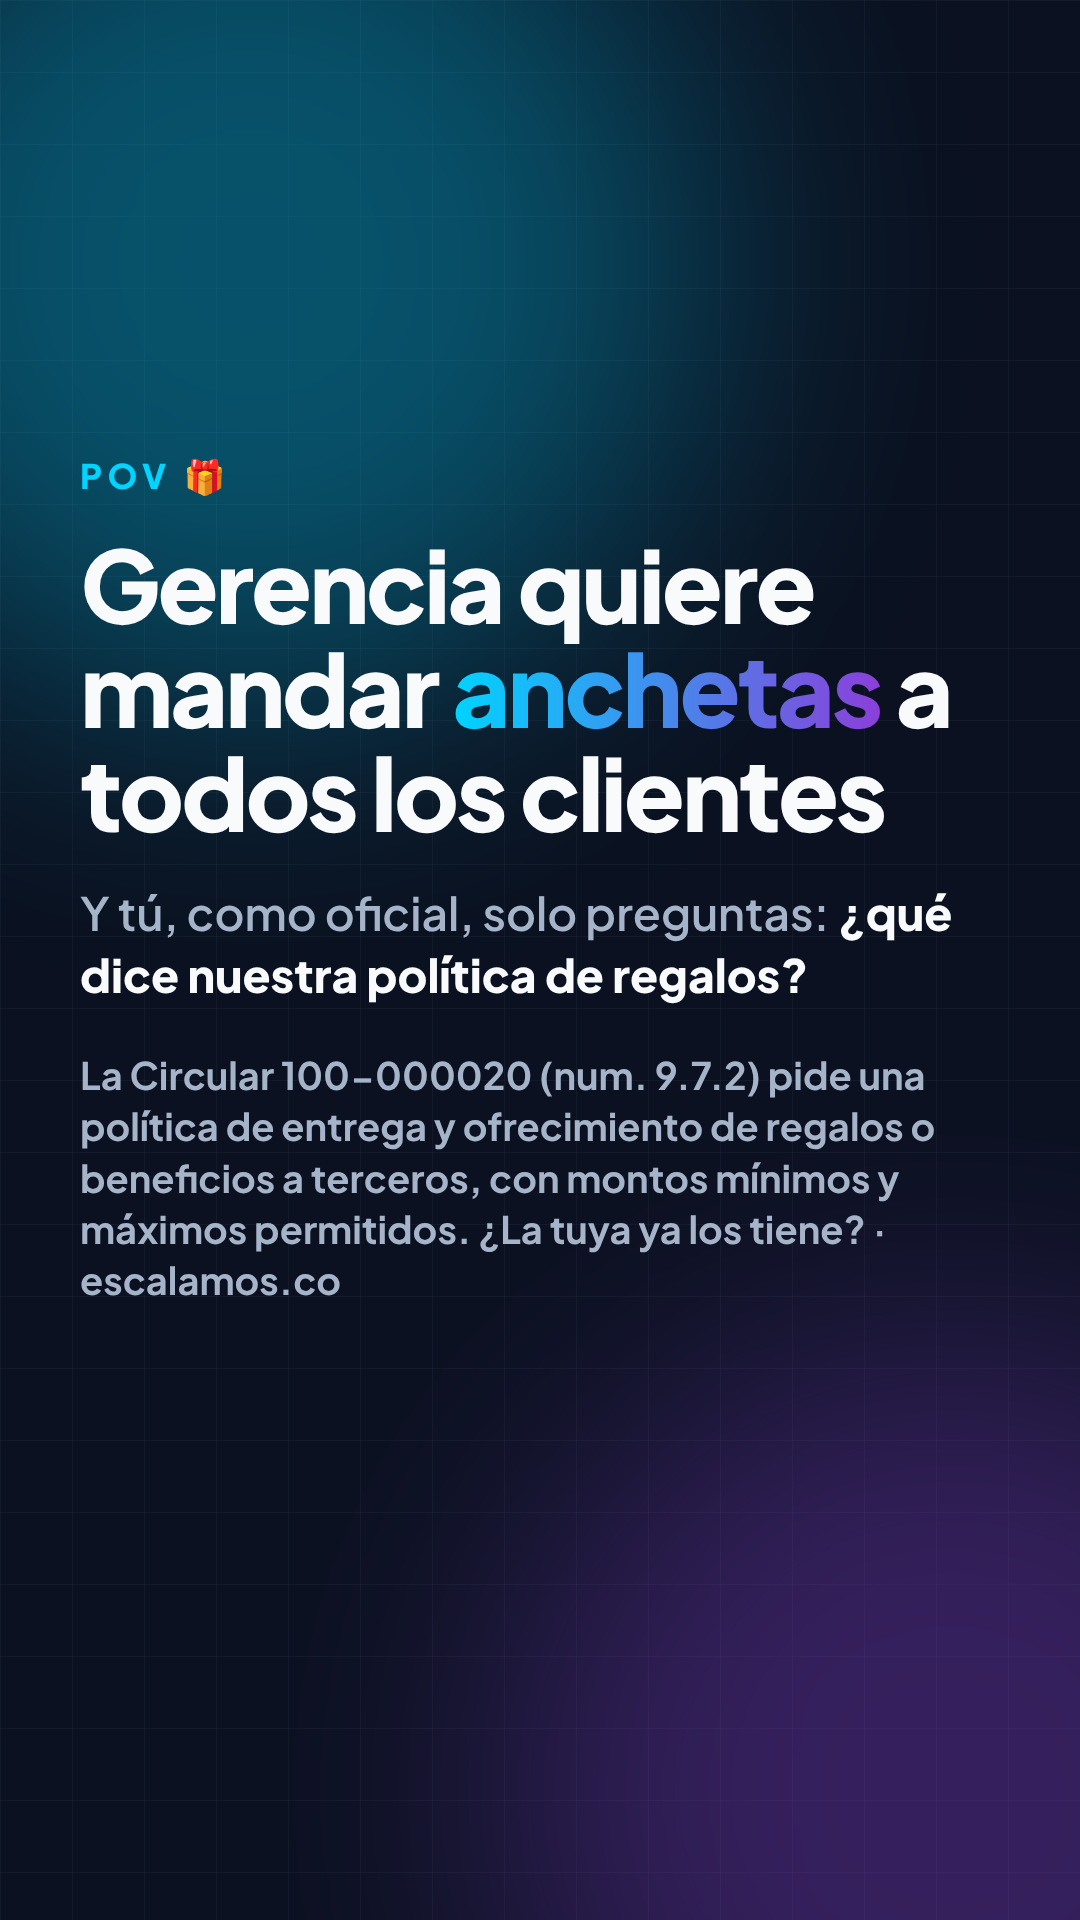 POV 🎁
Gerencia quiere
mandar anchetas a
todos los clientes
Y tú, como oficial, solo preguntas: ¿qué
dice nuestra política de regalos?
La Circular 100-000020 (num. 9.7.2) pide una
política de entrega y ofrecimiento de regalos o
beneficios a terceros, con montos mínimos y
máximos permitidos. ¿La tuya ya los tiene? ·
escalamos.co